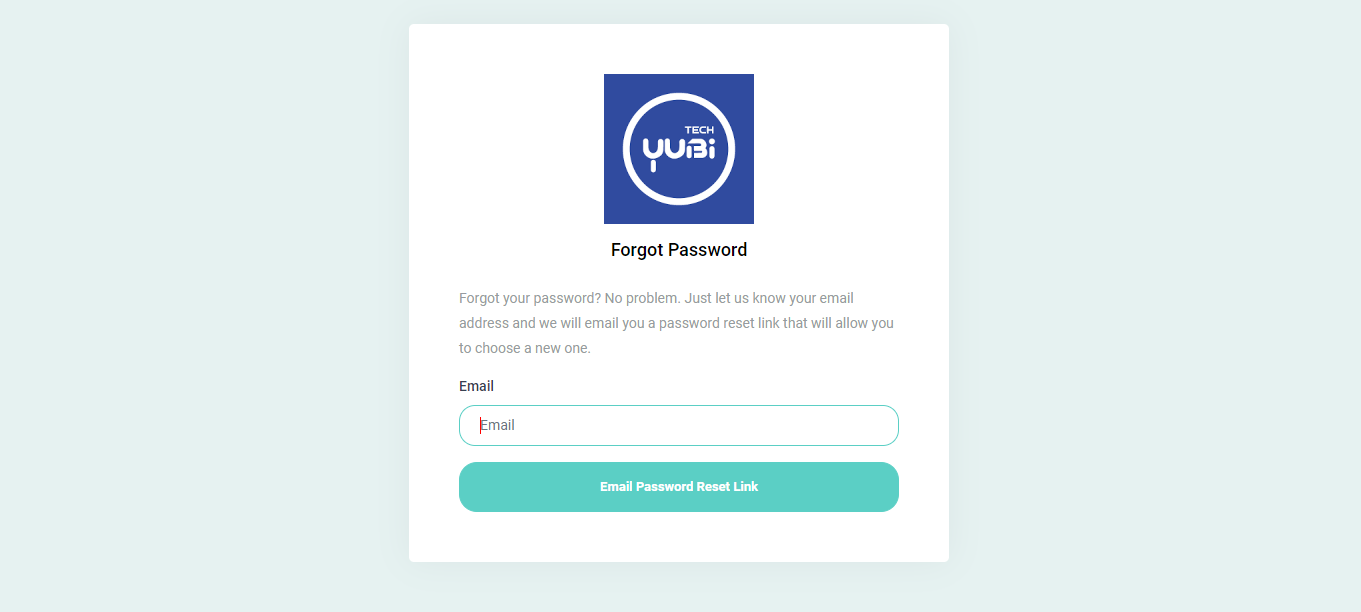 TECH
YUBi
Forgot Password
Forgot your password? No problem. Just let us know your email
address and we will email you a password reset link that will allow you
to choose a new one.
Email
Email
Email Password Reset Link